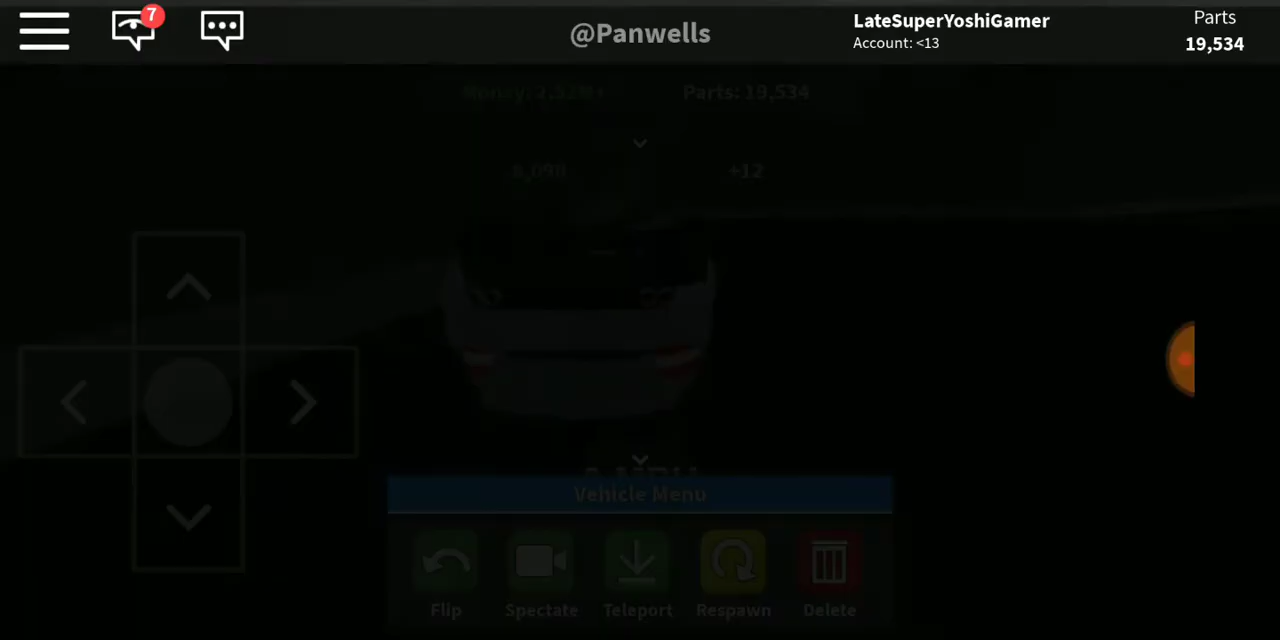 7
@Panwells
LateSuperYoshiGamer
Account: <13
Parts
19,534
Parts: 19,534
+12
Vehicle Menu
Flip
Spectate
Teleport
Respawn
Delete